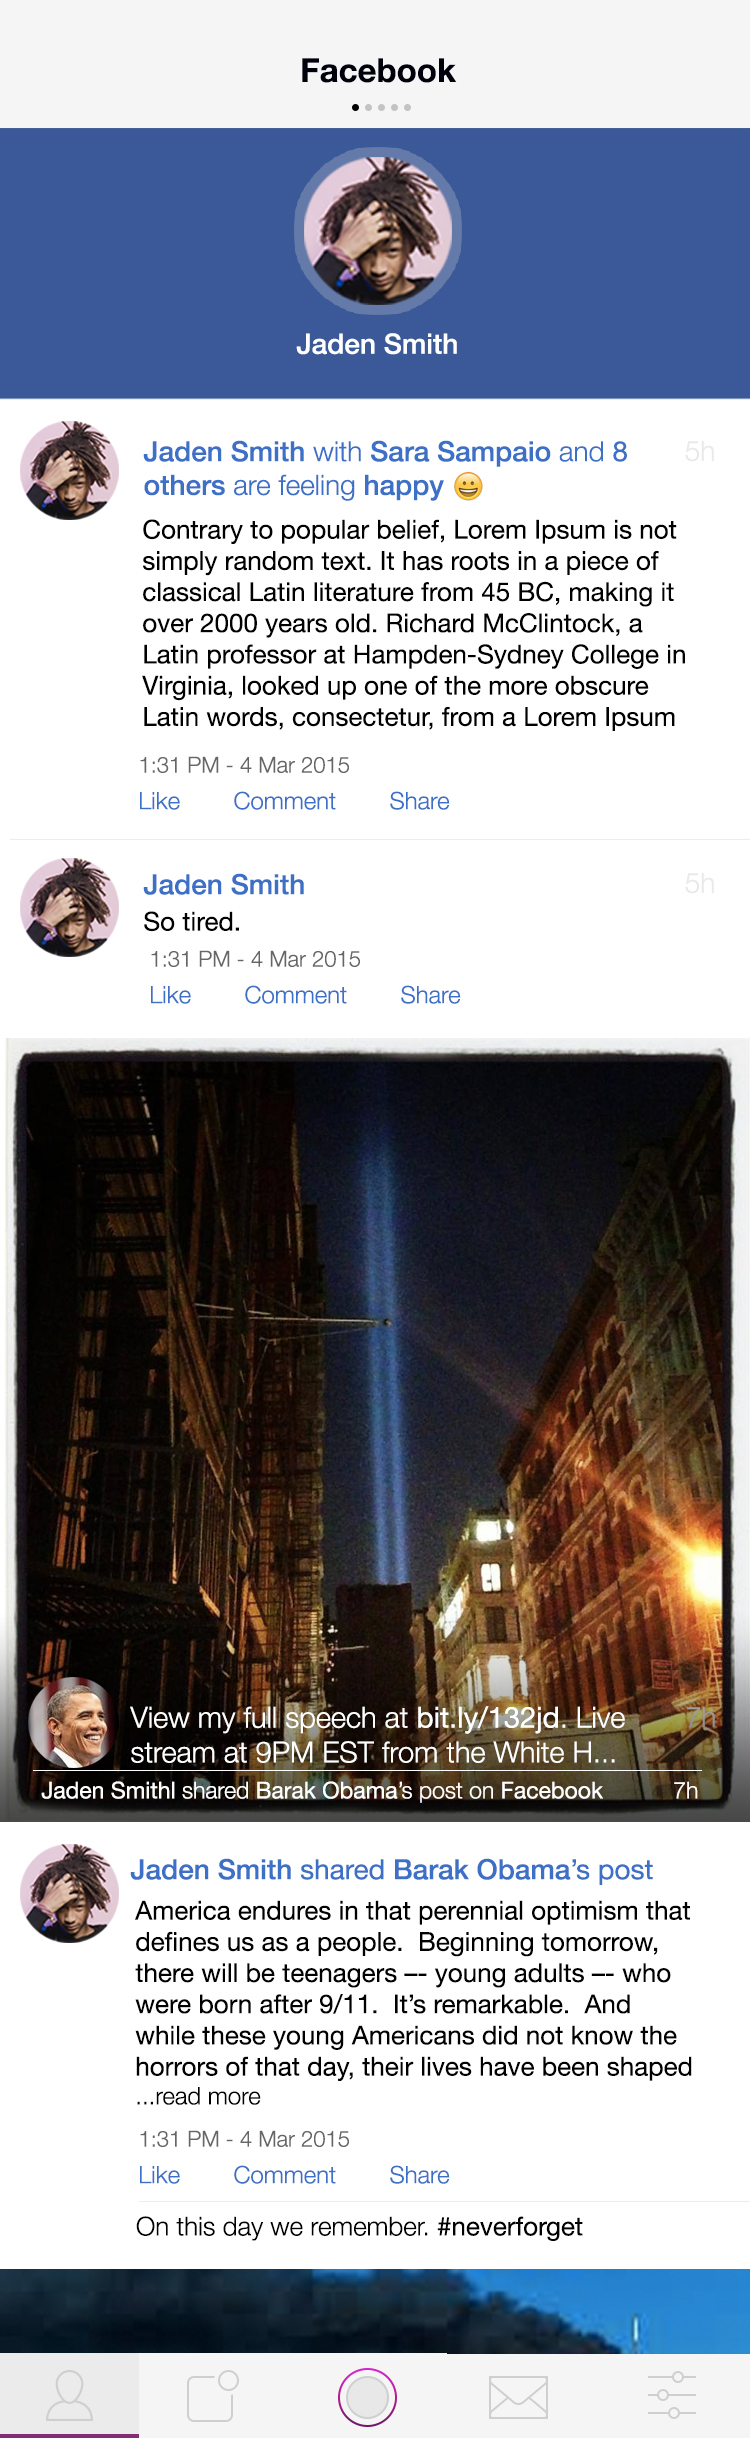 Facebook
Jaden Smith
Jaden Smith with Sara Sampaio and 8
5h
others are feeling happy 😀
Contrary to popular belief, Lorem Ipsum is not
simply random text. It has roots in a piece of
classical Latin literature from 45 BC, making it
over 2000 years old. Richard McClintock, a
Latin professor at Hampden-Sydney College in
Virginia, looked up one of the more obscure
Latin words, consectetur, from a Lorem Ipsum
1:31 PM - 4 Mar 2015
Like Comment Share
Jaden Smith
5h
So tired.
1:31 PM - 4 Mar 2015
Like Comment Share
View my full speech at bit.ly/132jd. Live
7h
stream at 9PM EST from the White H...
Jaden Smithl shared Barak Obama's post on Facebook
7h
Jaden Smith shared Barak Obama's post
America endures in that perennial optimism that
defines us as a people.  Beginning tomorrow,
there will be teenagers –- young adults –- who
were born after 9/11.  It's remarkable.  And
while these young Americans did not know the
horrors of that day, their lives have been shaped
...read more
1:31 PM - 4 Mar 2015
Like Comment Share
On this day we remember. #neverforget